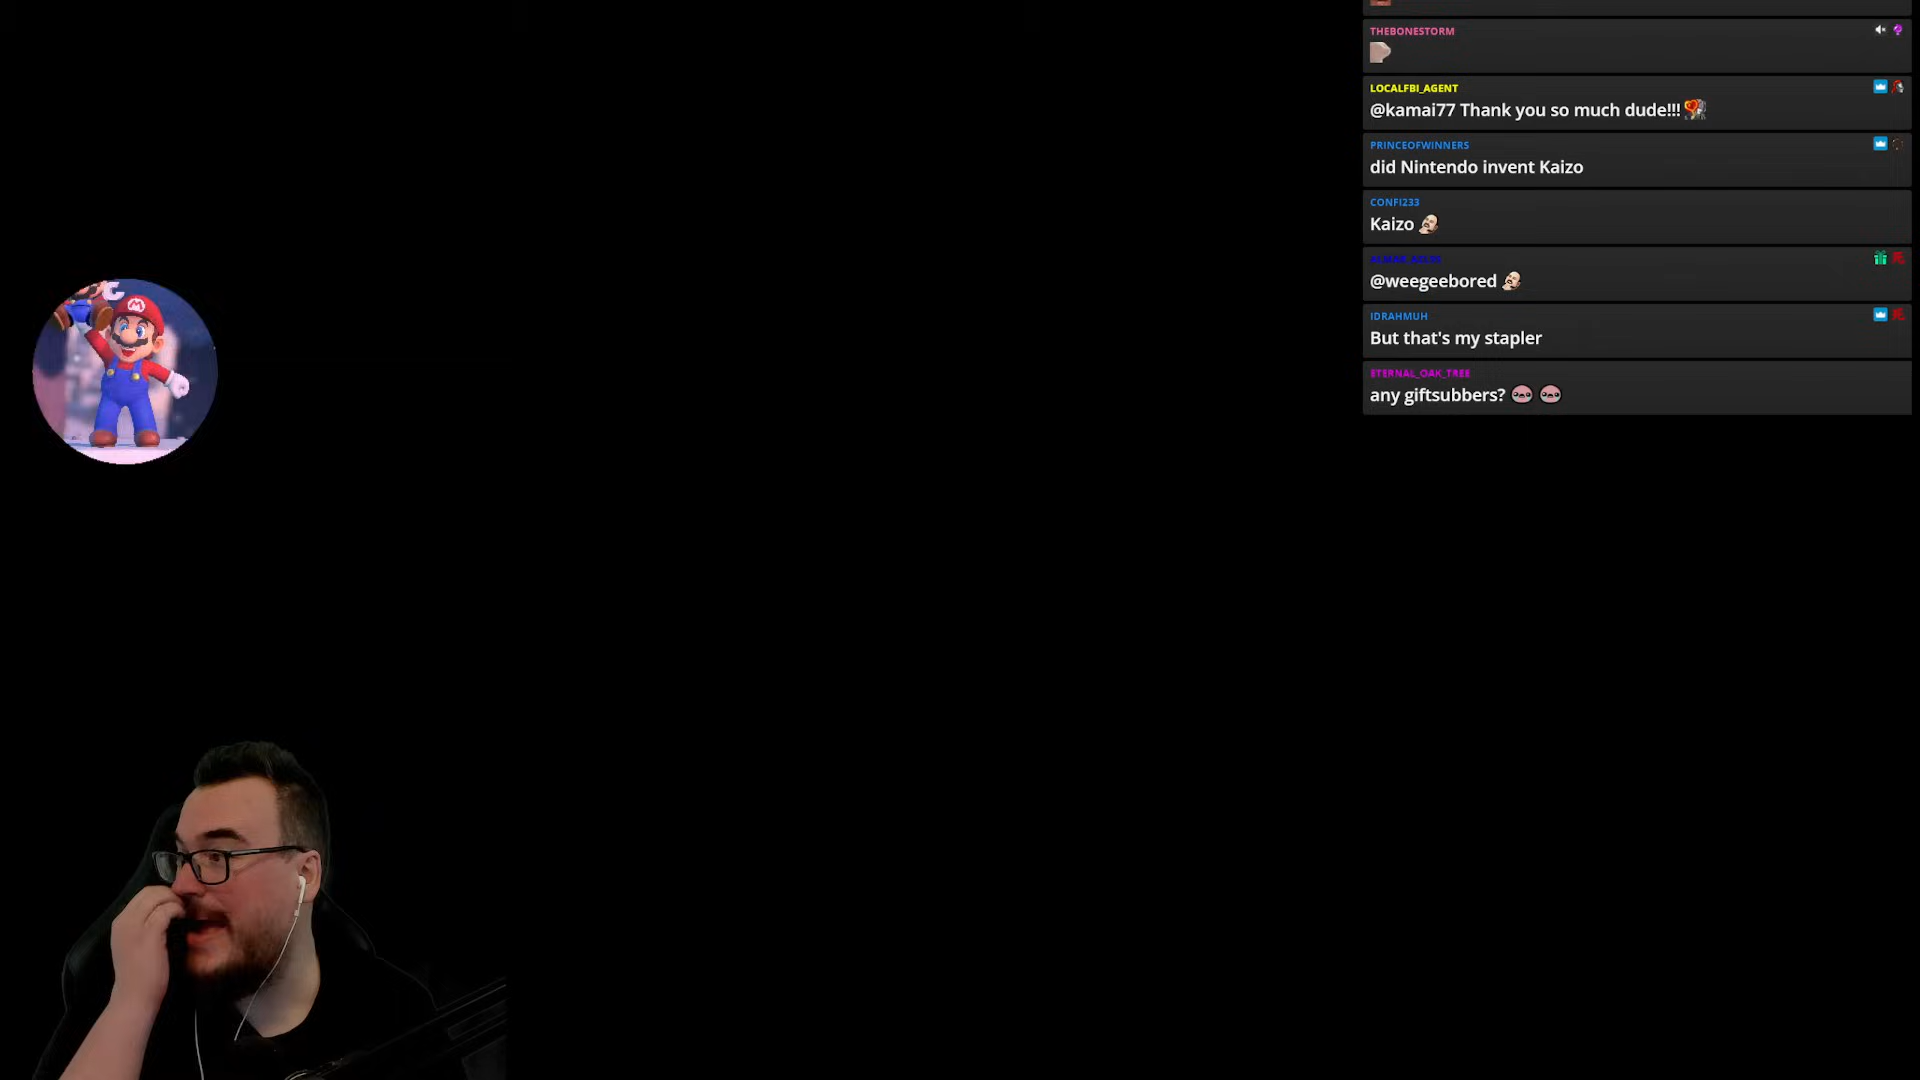 THEBONESTORM
LOCALFBI_AGENT
@kamai77 Thank you so much dude!!!
PRINCEOFWINNERS
did Nintendo invent Kaizo
CONFI233
Kaizo
@weegeebored
IDRAHMUH
But that's my stapler
ETERNAL_OAK_TREE
any giftsubbers?